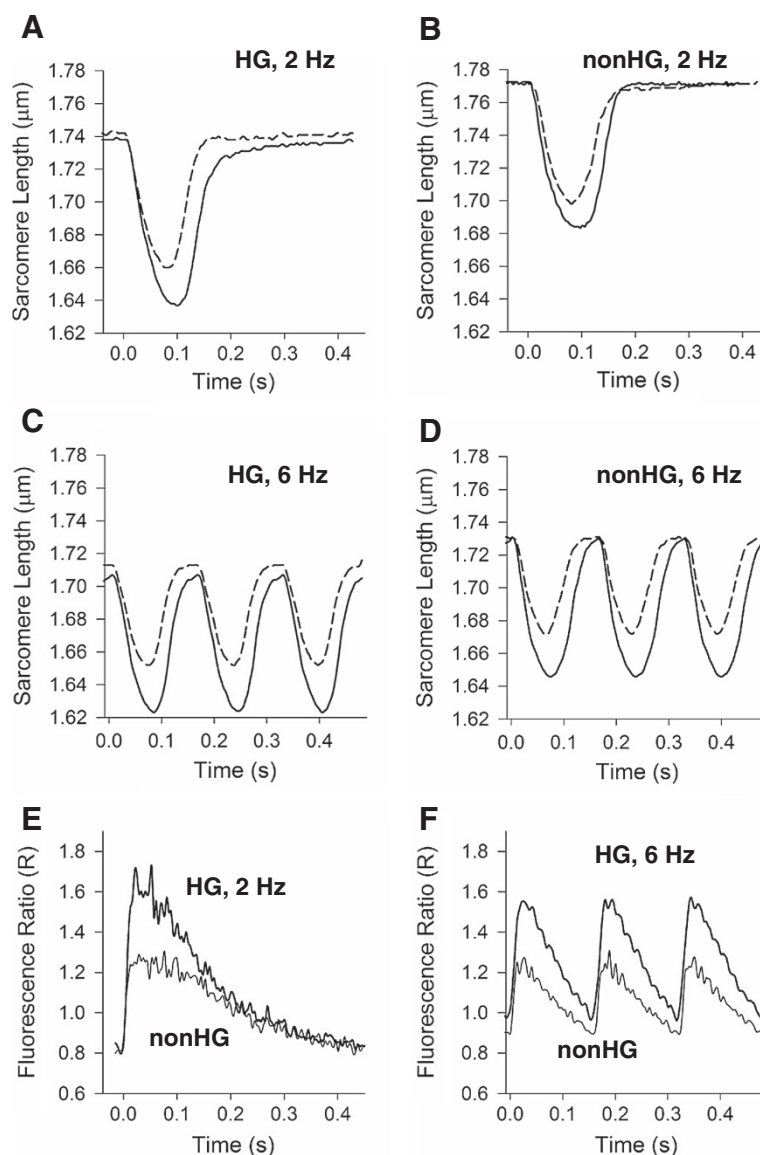 A
HG, 2 Hz
Sarcomere Length (μm)
1.78
1.76
1.74
1.72
1.70
1.68
1.66
1.64
1.62
0.0 0.1 0.2 0.3 0.4
Time (s)
B
nonHG, 2 Hz
Sarcomere Length (μm)
1.78
1.76
1.74
1.72
1.70
1.68
1.66
1.64
1.62
0.0 0.1 0.2 0.3 0.4
Time (s)
C
HG, 6 Hz
Sarcomere Length (μm)
1.78
1.76
1.74
1.72
1.70
1.68
1.66
1.64
1.62
0.0 0.1 0.2 0.3 0.4
Time (s)
D
nonHG, 6 Hz
Sarcomere Length (μm)
1.78
1.76
1.74
1.72
1.70
1.68
1.66
1.64
1.62
0.0 0.1 0.2 0.3 0.4
Time (s)
E
HG, 2 Hz
nonHG
Fluorescence Ratio (R)
1.8
1.6
1.4
1.2
1.0
0.8
0.6
0.0 0.1 0.2 0.3 0.4
Time (s)
F
HG, 6 Hz
nonHG
Fluorescence Ratio (R)
1.8
1.6
1.4
1.2
1.0
0.8
0.6
0.0 0.1 0.2 0.3 0.4
Time (s)